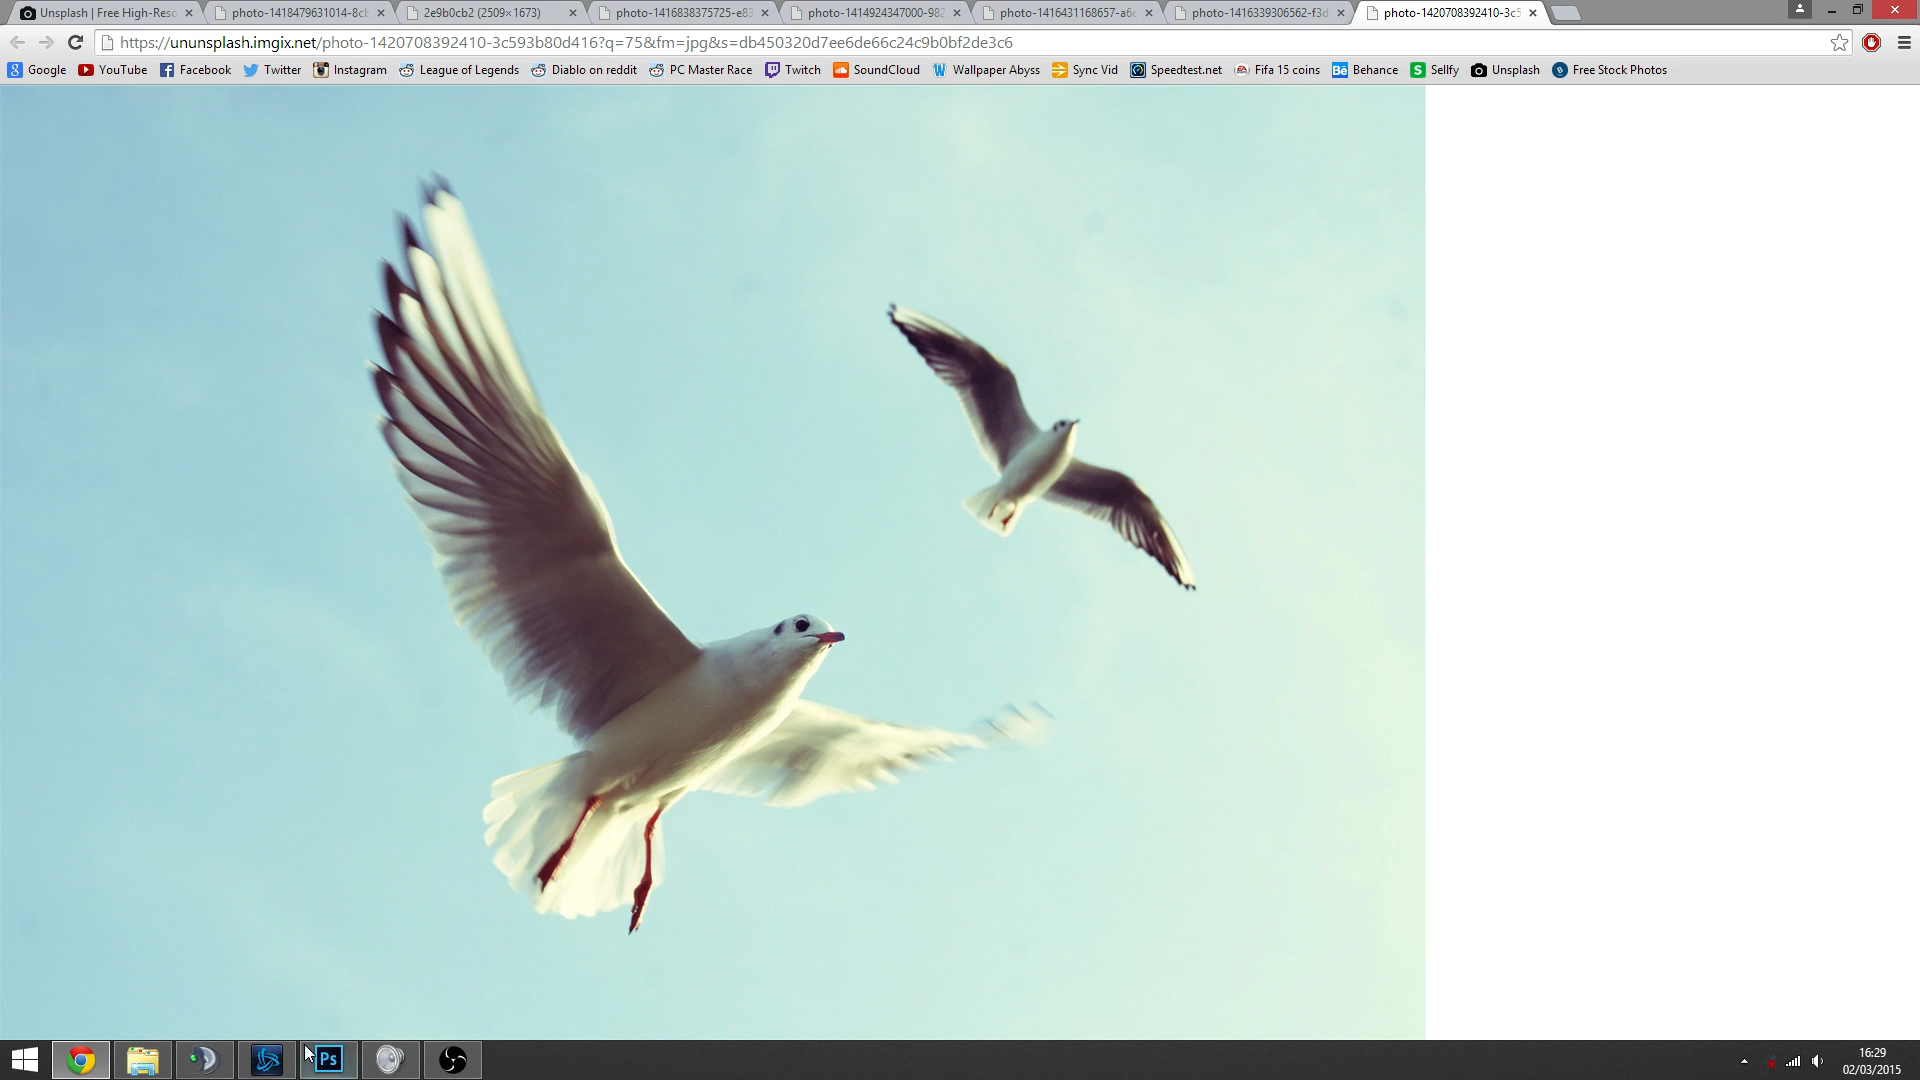 Unsplash | Free High-Reso
photo-1418479631014-8cb
2e9b0cb2 (2509×1673)
photo-1416838375725-e83
photo-1414924347000-982
photo-1416431168657-a6c
photo-1416339306562-f3d
photo-1420708392410-3c5
https://ununsplash.imgix.net/photo-1420708392410-3c593b80d416?q=75&fm=jpg&s=db450320d7ee6de66c24c9b0bf2de3c6
Google YouTube Facebook Twitter Instagram League of Legends Diablo on reddit PC Master Race Twitch SoundCloud Wallpaper Abyss Sync Vid Speedtest.net Fifa 15 coins Behance Sellfy Unsplash Free Stock Photos
Ps
16:29
02/03/2015